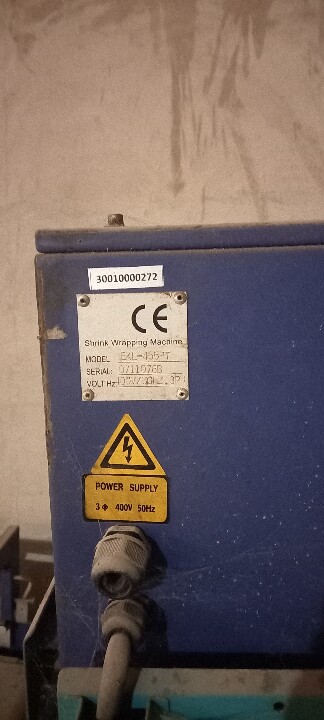 30010000272
CE
Shrink Wrapping Machine
MODEL
SERIAL:
VOLT Hz:
POWER SUPPLY
3 Φ 400V 50Hz